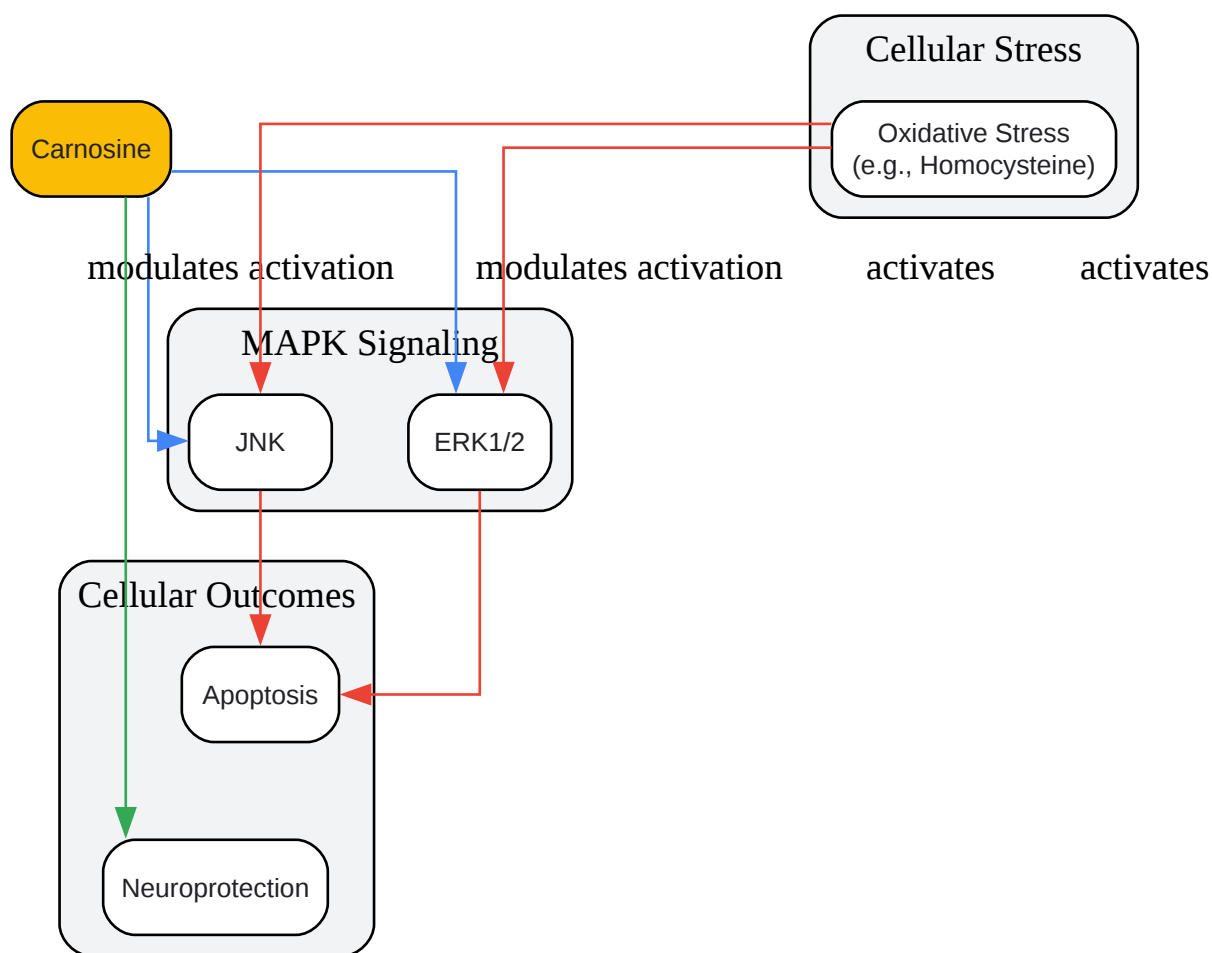 Cellular Stress
Carnosine
Oxidative Stress
(e.g., Homocysteine)
modulates activation
modulates activation
activates
activates
MAPK Signaling
JNK
ERK1/2
Cellular Outcomes
Apoptosis
Neuroprotection